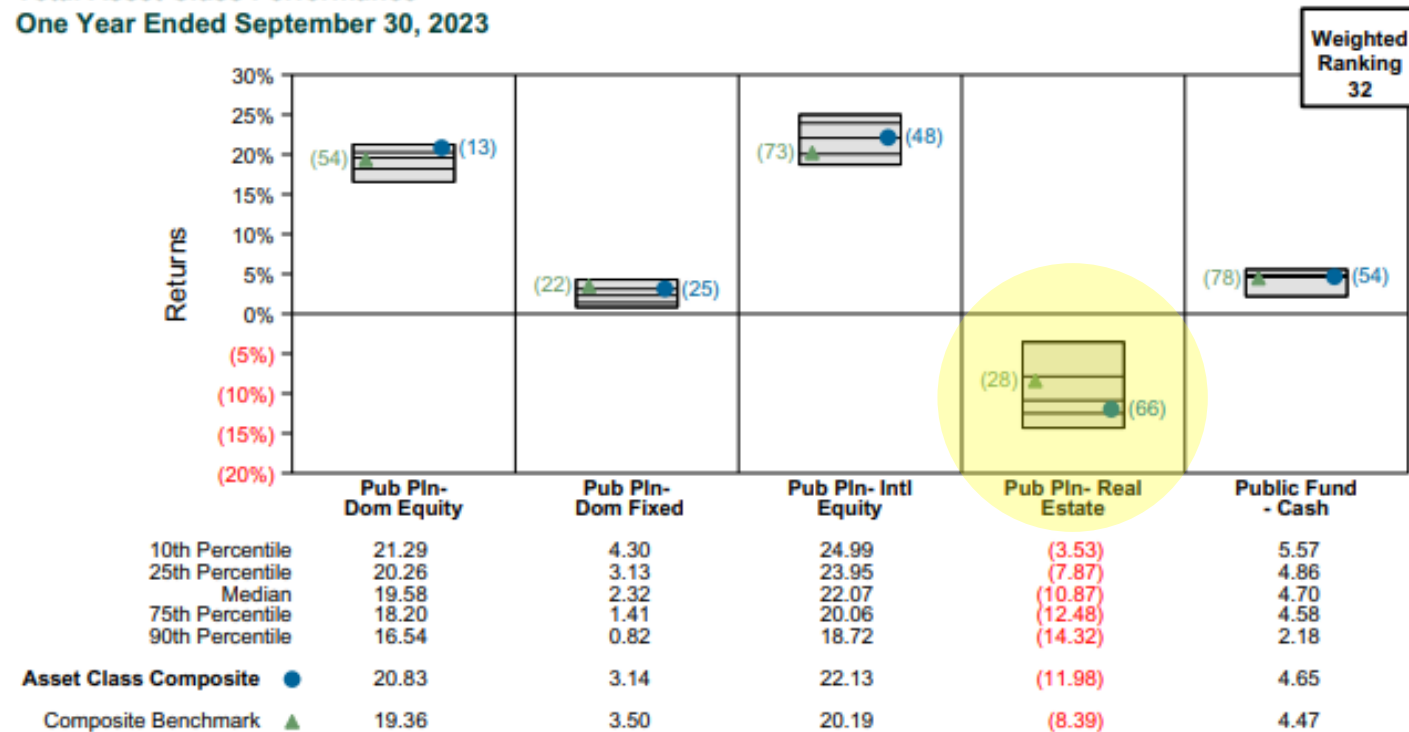 One Year Ended September 30, 2023
Weighted
Ranking
32
Returns
30%
25%
20%
15%
10%
5%
0%
(5%)
(10%)
(15%)
(20%)
(54) (13)
(22) (25)
(73) (48)
(28) (66)
(78) (54)
Pub Pln- Dom Equity
Pub Pln- Dom Fixed
Pub Pln- Intl Equity
Pub Pln- Real Estate
Public Fund - Cash
10th Percentile 21.29 4.30 24.99 (3.53) 5.57
25th Percentile 20.26 3.13 23.95 (7.87) 4.86
Median 19.58 2.32 22.07 (10.87) 4.70
75th Percentile 18.20 1.41 20.06 (12.48) 4.58
90th Percentile 16.54 0.82 18.72 (14.32) 2.18
Asset Class Composite 20.83 3.14 22.13 (11.98) 4.65
Composite Benchmark 19.36 3.50 20.19 (8.39) 4.47